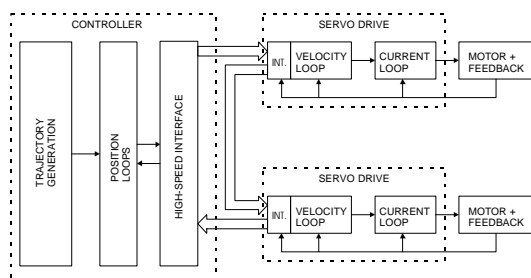 CONTROLLER
TRAJECTORY
GENERATION
POSITION
LOOPS
HIGH-SPEED INTERFACE
SERVO DRIVE
INT.
VELOCITY
LOOP
CURRENT
LOOP
MOTOR +
FEEDBACK
SERVO DRIVE
INT.
VELOCITY
LOOP
CURRENT
LOOP
MOTOR +
FEEDBACK